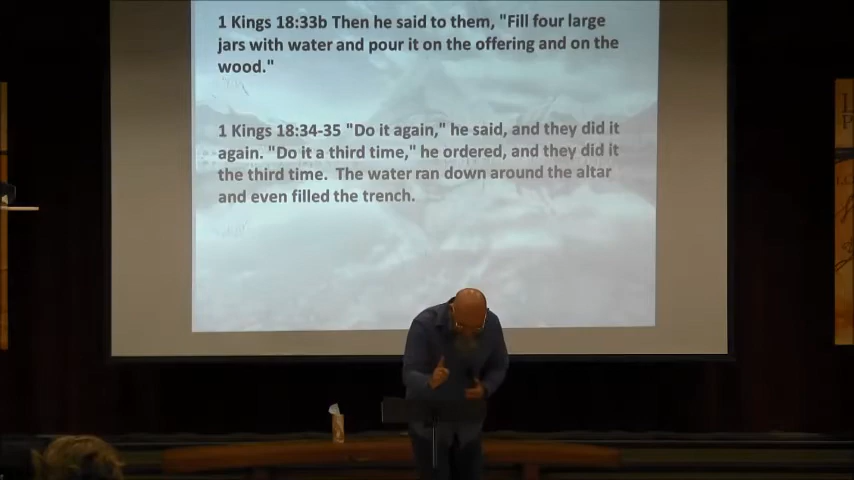 1 Kings 18:33b Then he said to them, "Fill four large
jars with water and pour it on the offering and on the
wood."
1 Kings 18:34-35 "Do it again," he said, and they did it
again. "Do it a third time," he ordered, and they did it
the third time.  The water ran down around the altar
and even filled the trench.